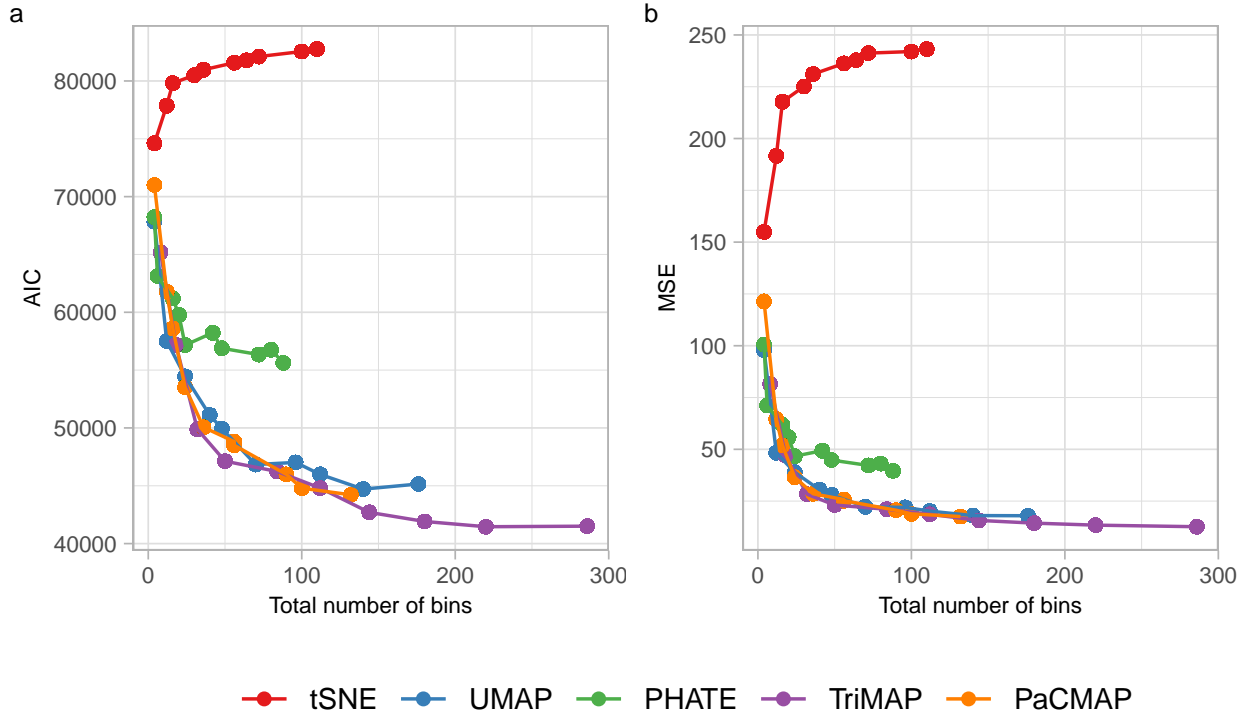 a
80000
70000
60000
50000
40000
AIC
0 100 200 300
Total number of bins
b
250
200
150
100
50
MSE
0 100 200 300
Total number of bins
tSNE UMAP PHATE TriMAP PaCMAP